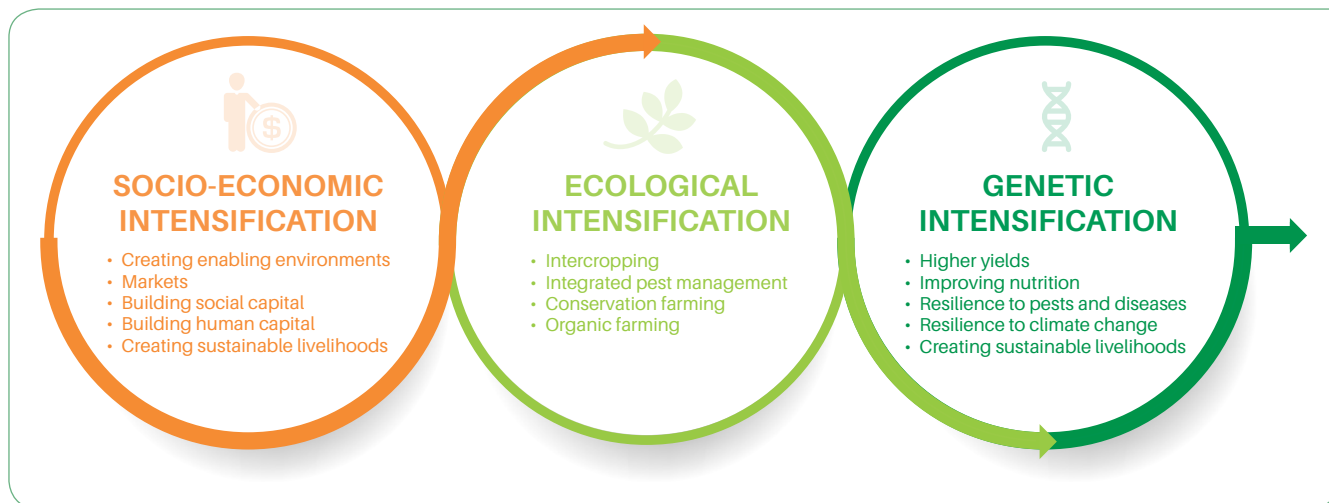 $
SOCIO-ECONOMIC
INTENSIFICATION
• Creating enabling environments
• Markets
• Building social capital
• Building human capital
• Creating sustainable livelihoods
ECOLOGICAL
INTENSIFICATION
• Intercropping
• Integrated pest management
• Conservation farming
• Organic farming
GENETIC
INTENSIFICATION
• Higher yields
• Improving nutrition
• Resilience to pests and diseases
• Resilience to climate change
• Creating sustainable livelihoods